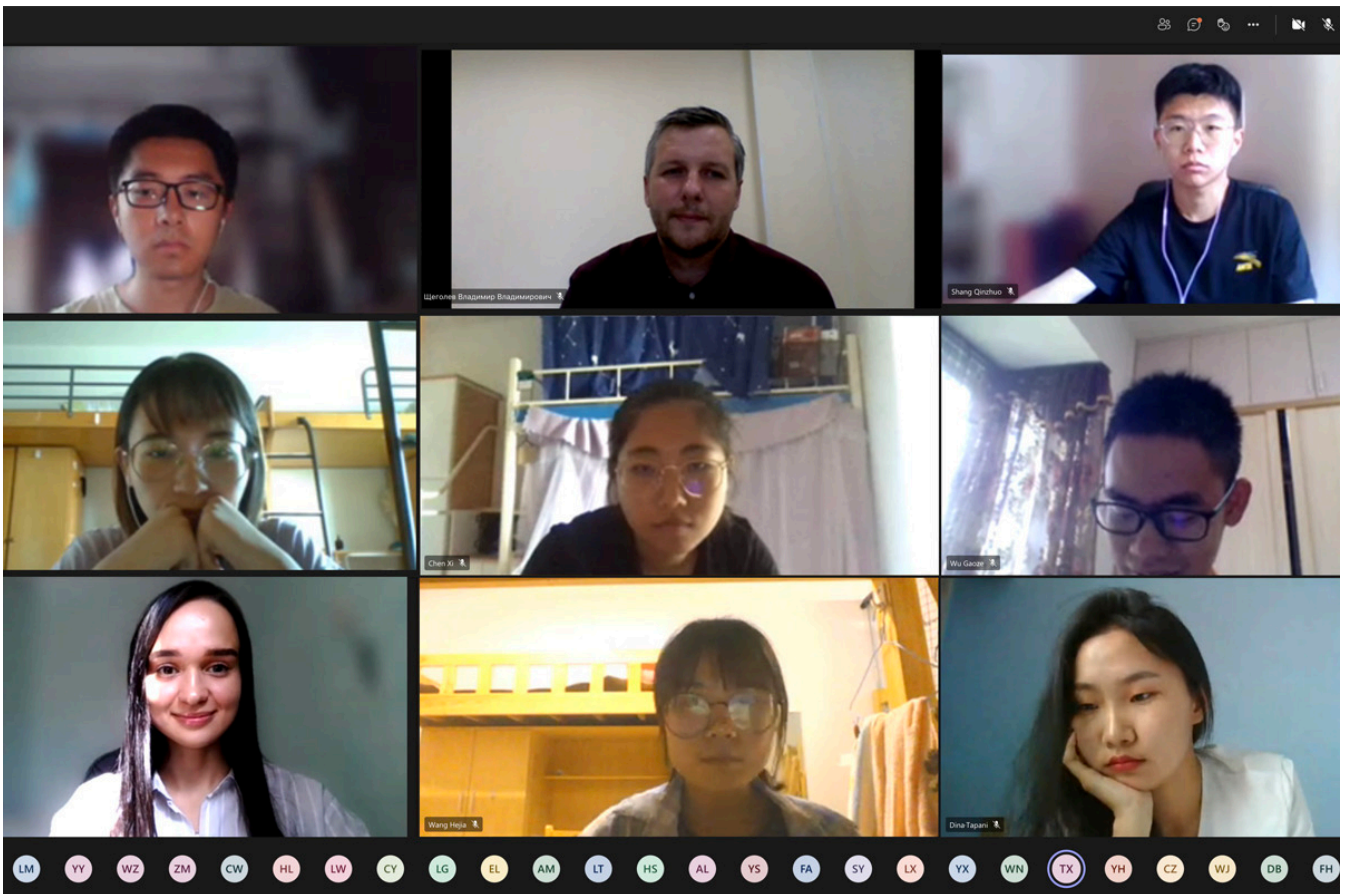 Щеголев Владимир Владимирович
Shang Qinzhuo
Chen Xi
Wu Gaoze
Wang Hejia
Dina Tapani
LM YY WZ ZM CW HL LW CY LG EL AM LT HS AL YS FA SY LX YX WN TX YH CZ WJ DB FH